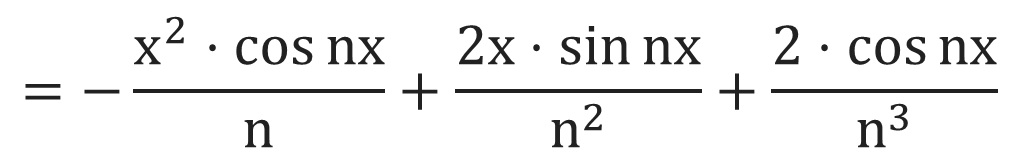 = − x² · cos nx / n + 2x · sin nx / n² + 2 · cos nx / n³